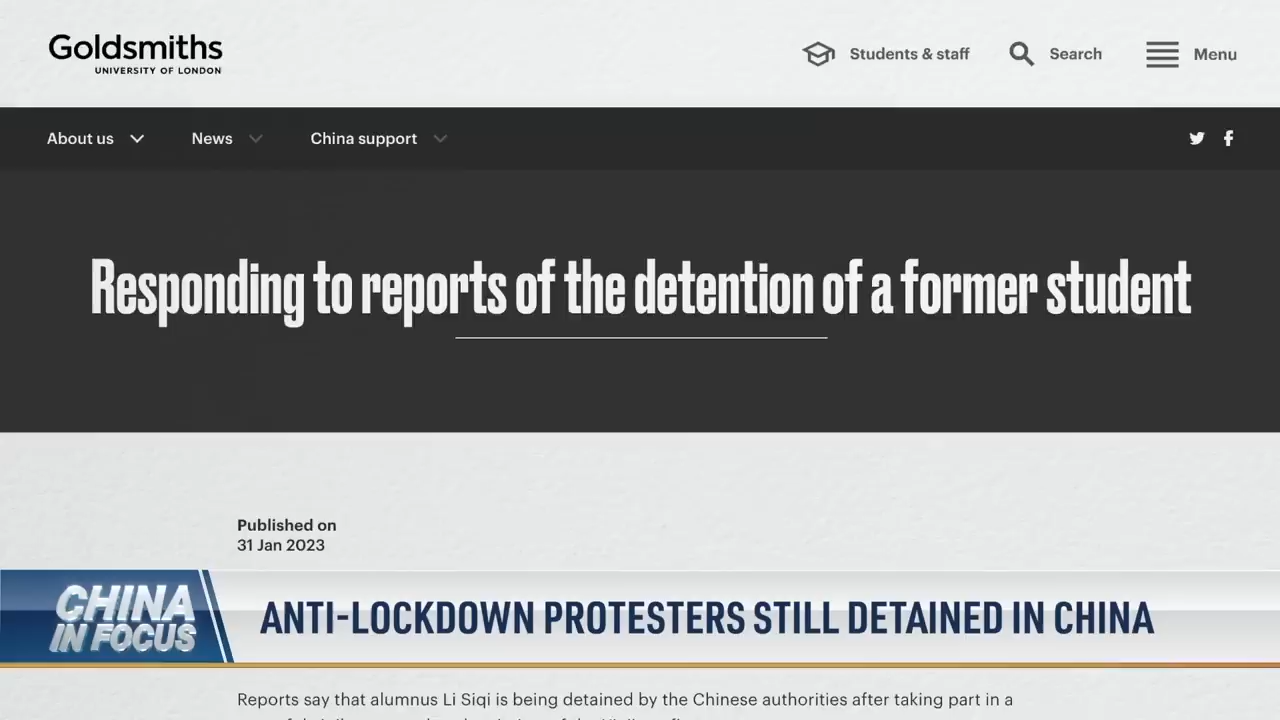 Goldsmiths
UNIVERSITY OF LONDON
Students & staff
Search
Menu
About us
News
China support
Responding to reports of the detention of a former student
Published on
31 Jan 2023
CHINA
IN FOCUS
ANTI-LOCKDOWN PROTESTERS STILL DETAINED IN CHINA
Reports say that alumnus Li Siqi is being detained by the Chinese authorities after taking part in a